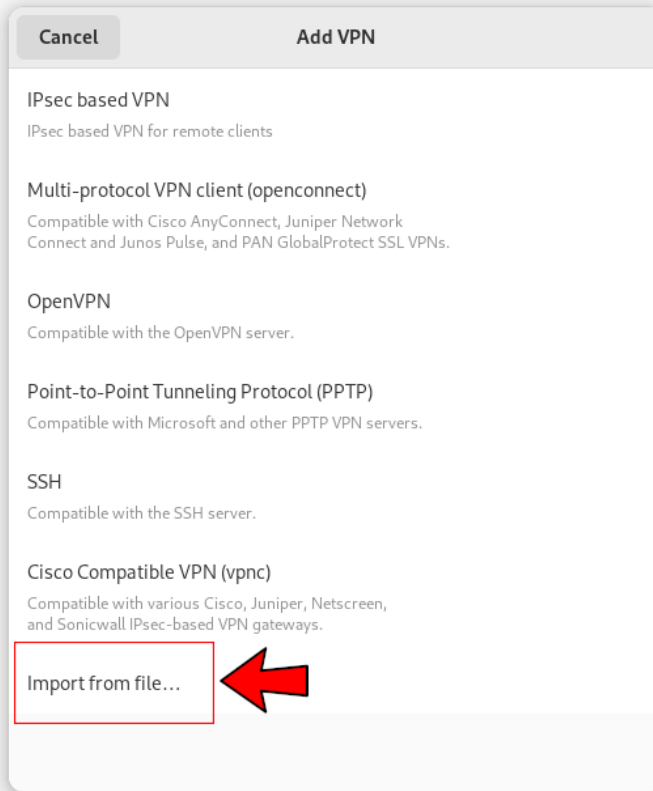 Cancel
Add VPN
IPsec based VPN
IPsec based VPN for remote clients
Multi-protocol VPN client (openconnect)
Compatible with Cisco AnyConnect, Juniper Network
Connect and Junos Pulse, and PAN GlobalProtect SSL VPNs.
OpenVPN
Compatible with the OpenVPN server.
Point-to-Point Tunneling Protocol (PPTP)
Compatible with Microsoft and other PPTP VPN servers.
SSH
Compatible with the SSH server.
Cisco Compatible VPN (vpnc)
Compatible with various Cisco, Juniper, Netscreen,
and Sonicwall IPsec-based VPN gateways.
Import from file…